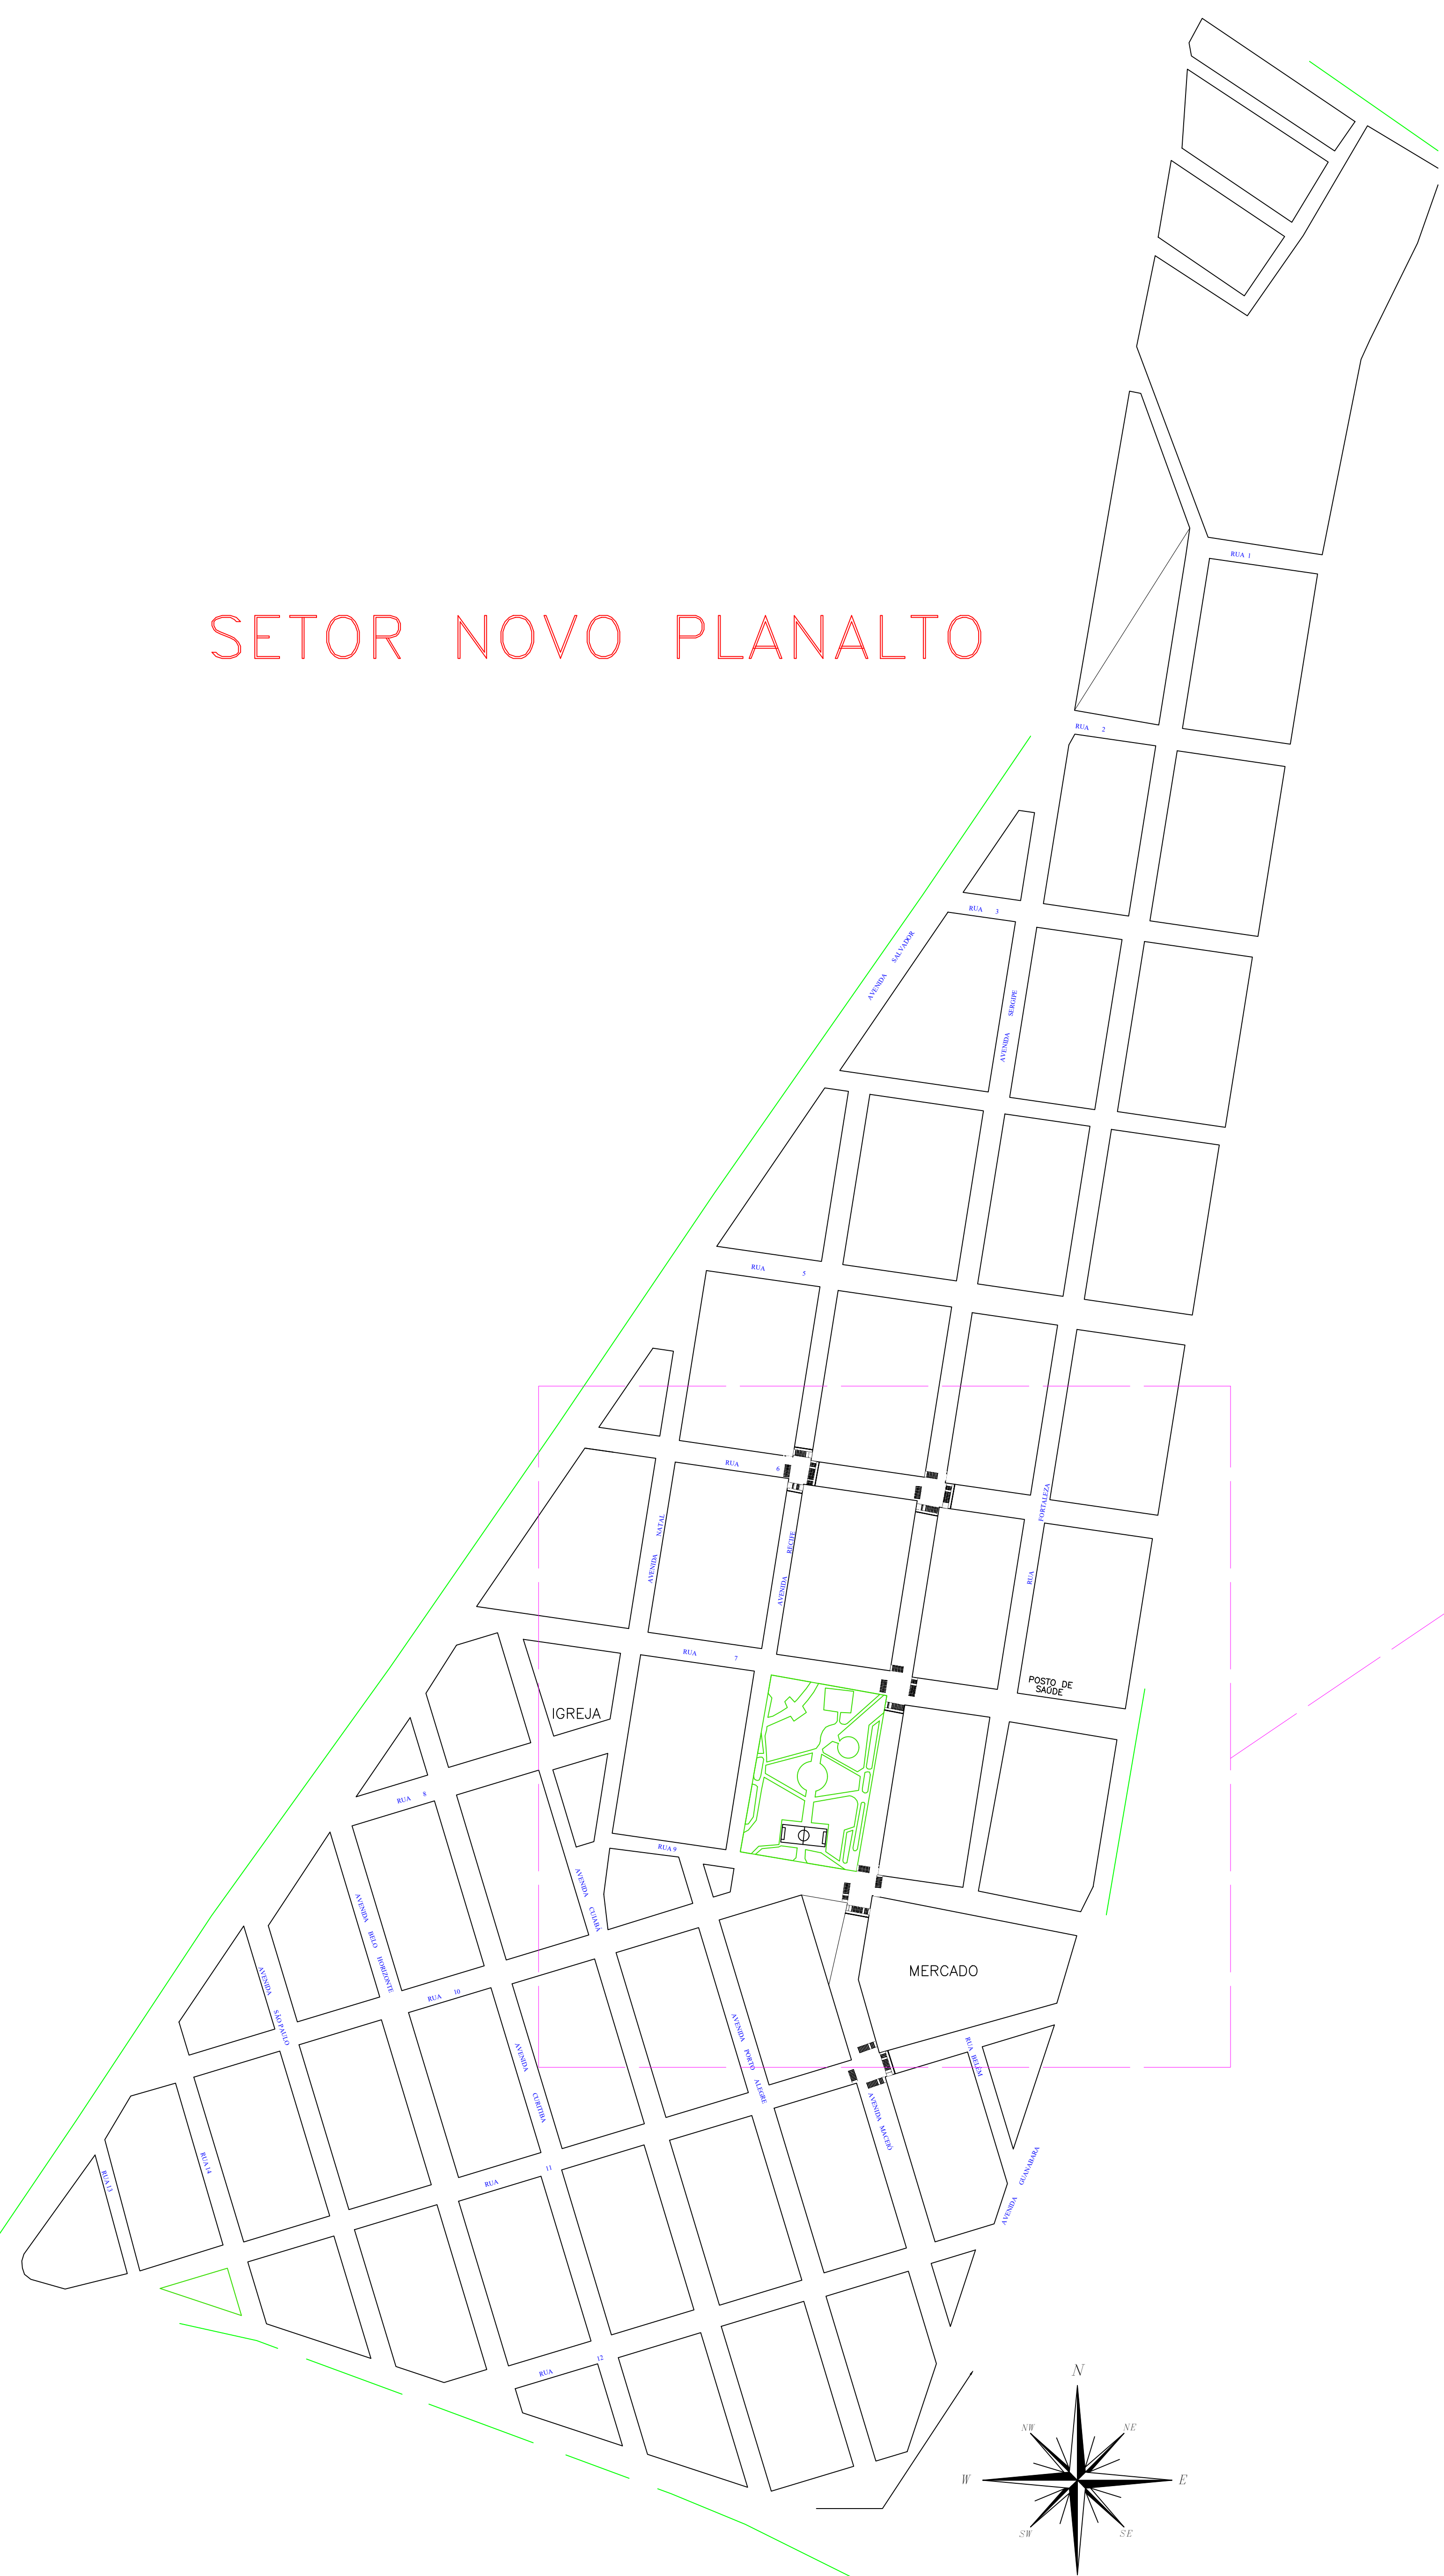 RUA 1
SETOR NOVO PLANALTO
RUA 2
RUA 3
AVENIDA SALVADOR
AVENIDA SERGIPE
RUA 5
RUA 6
RUA FORTALEZA
AVENIDA NATAL
AVENIDA RECIFE
RUA 7
POSTO DE
SAÚDE
IGREJA
RUA 8
RUA 9
AVENIDA CUIABÁ
AVENIDA BELO HORIZONTE
AVENIDA SÃO PAULO
MERCADO
RUA 10
AVENIDA CURITIBA
AVENIDA PORTO ALEGRE
RUA BELÉM
AVENIDA MACEIÓ
AVENIDA GUANABARA
RUA 14
RUA 13
RUA 11
RUA 12
N
NW
NE
W
E
SW
SE